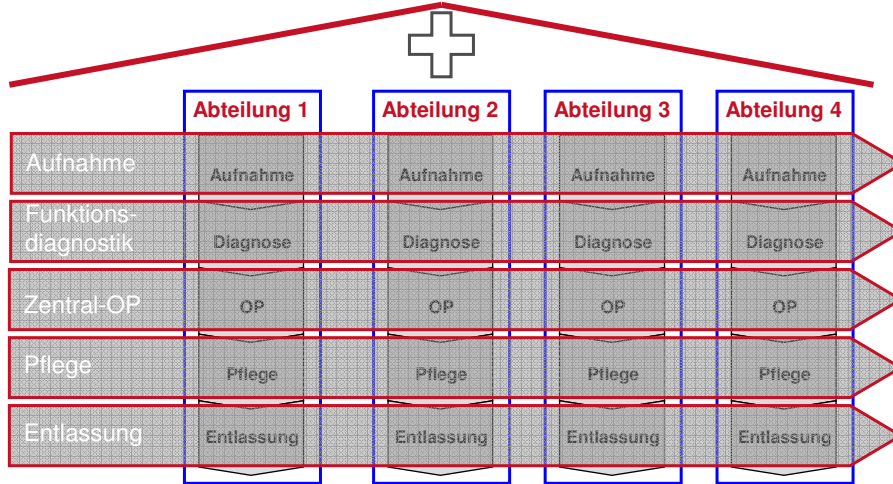 Abteilung 1 Abteilung 2 Abteilung 3 Abteilung 4
Aufnahme
Aufnahme Aufnahme Aufnahme Aufnahme
Funktions-
diagnostik
Diagnose Diagnose Diagnose Diagnose
Zentral-OP
OP OP OP OP
Pflege
Pflege Pflege Pflege Pflege
Entlassung
Entlassung Entlassung Entlassung Entlassung